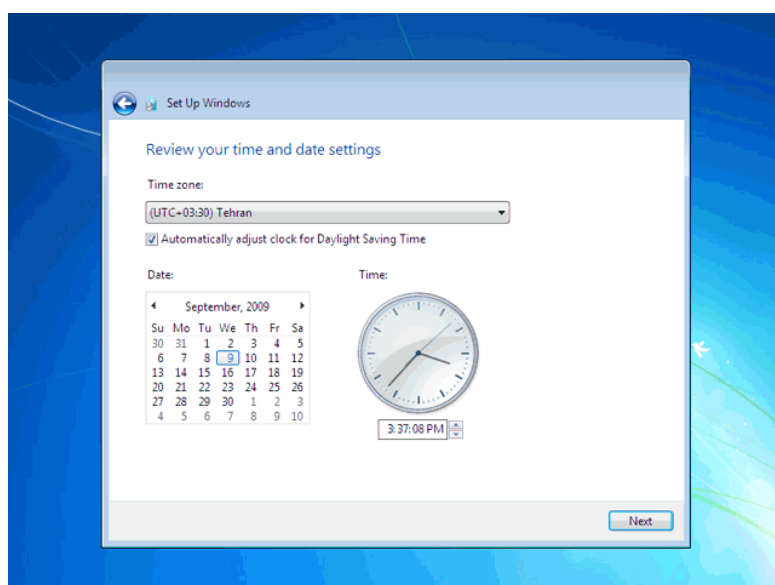 Set Up Windows
Review your time and date settings
Time zone:
(UTC+03:30) Tehran
Automatically adjust clock for Daylight Saving Time
Date:
Time:
September, 2009
Su Mo Tu We Th Fr Sa
30 31 1 2 3 4 5
6 7 8 9 10 11 12
13 14 15 16 17 18 19
20 21 22 23 24 25 26
27 28 29 30 1 2 3
4 5 6 7 8 9 10
3:37:08 PM
Next